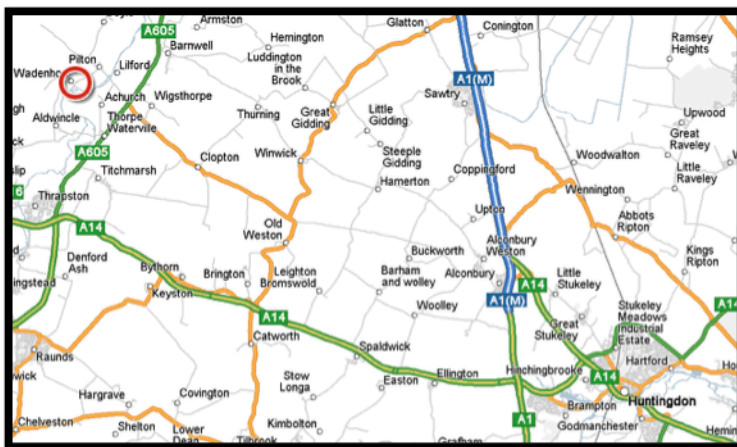 Armston
Glatton
Conington
A605
Hemington
Ramsey
Heights
Pilton
Barnwell
Luddington
in the
Brook
Lilford
Wadenho
A1(M)
Sawtry
Achurch
Wigsthorpe
Great
Gidding
Little
Gidding
Upwood
Aldwincle
Thorpe
Waterville
Thurning
Great
Raveley
A605
Steeple
Gidding
Clopton
Winwick
Woodwalton
Titchmarsh
Coppingford
Little
Raveley
Hamerton
Wennington
Thrapston
Upton
Abbots
Ripton
A14
Old
Weston
Alconbury
Weston
Buckworth
Kings
Ripton
Denford
Ash
Bythorn
Brington
Leighton
Bromswold
Barham
and wolley
Alconbury
A14
Little
Stukeley
ingstead
Keyston
A1(M)
Stukeley
Meadows
Industrial
Estate
A14
Woolley
Great
Stukeley
A14
Catworth
Raunds
Spaldwick
Hartford
Hinchingbrooke
A14
Stow
Longa
Easton
Ellington
Huntingdon
Hargrave
Covington
Brampton
A1
Godmanchester
Chelveston
Shelton
Lower
Dean
Tilbrook
Kimbolton
Grafham
Hemi